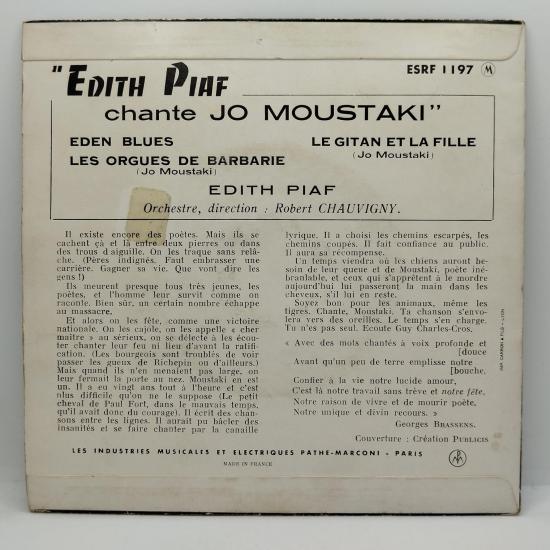 "EDITH PIAF
ESRF 1197 M
chante JO MOUSTAKI"
EDEN BLUES
LES ORGUES DE BARBARIE
(Jo Moustaki)
LE GITAN ET LA FILLE
(Jo Moustaki)
EDITH PIAF
Orchestre, direction : Robert CHAUVIGNY.
Il existe encore des poètes. Mais ils se
cachent çà et là entre deux pierres ou dans
des trous d'aiguille. On les traque sans relâ-
che. (Pères indignés. Faut embrasser une
carrière. Gagner sa vie. Que vont dire les
gens !)
Ils meurent presque tous très jeunes, les
poètes, et l'homme leur survit comme on
raconte. Bien sûr, un certain nombre échappe
au massacre.
Et alors on les fête, comme une victoire
nationale. On les cajole, on les appelle « cher
maître » au sérieux, on se délecte à les écou-
ter chanter leur feu ni lieu d'avant la ratifi-
cation. (Les bourgeois sont troublés de voir
passer les gueux de Richepin ou d'ailleurs.)
Mais quand ils n'en menaient pas large, on
leur fermait la porte au nez. Moustaki en est
un. Il a eu vingt ans tout à l'heure et c'est
plus difficile qu'on ne le suppose (Le petit
cheval de Paul Fort, dans le mauvais temps,
qu'il avait donc du courage). Il écrit des chan-
sons entre les lignes. Il aurait pu bâcler des
insanités et se faire chanter par la canaille
lyrique. Il a choisi les chemins escarpés, les
chemins coupés. Il fait confiance au public.
Il aura sa récompense.
Un temps viendra où les chiens auront be-
soin de leur queue et de Moustaki, poète iné-
branlable, et ceux qui s'apprêtent à le mordre
aujourd'hui lui passeront la main dans les
cheveux, s'il lui en reste.
Soyez bon pour les animaux, même les
tigres. Chante, Moustaki. Ta chanson s'envo-
lera vers des oreilles. Le temps s'en charge.
Tu n'es pas seul. Ecoute Guy Charles-Cros.
« Avec des mots chantés à voix profonde et
[douce
Avant qu'un peu de terre emplisse notre
[bouche,
Confier à la vie notre lucide amour,
C'est là notre travail sans trève et notre fête,
Notre raison de vivre et de mourir poète,
Notre unique et divin recours. »
Georges BRASSENS.
Couverture : Création PUBLICIS
LES INDUSTRIES MUSICALES ET ELECTRIQUES PATHE-MARCONI - PARIS
MADE IN FRANCE